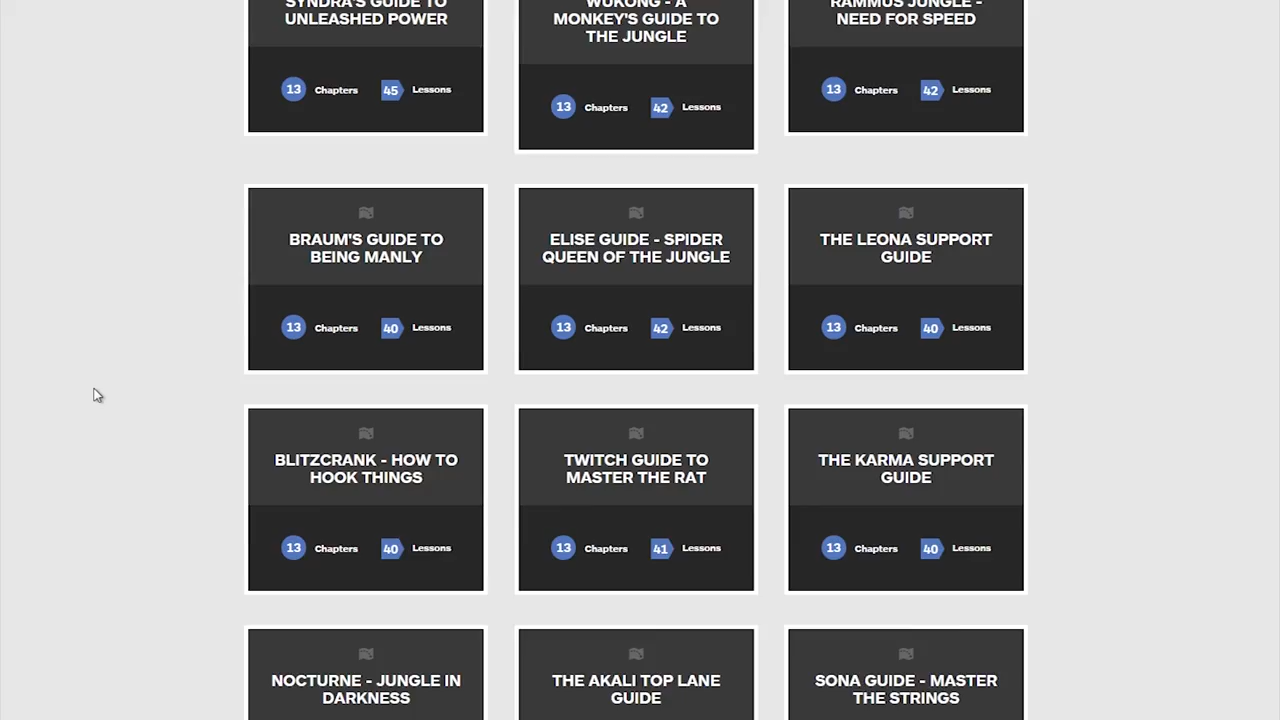 SYNDRA'S GUIDE TO
UNLEASHED POWER
13 Chapters 45 Lessons
WUKONG - A
MONKEY'S GUIDE TO
THE JUNGLE
13 Chapters 42 Lessons
RAMMUS JUNGLE -
NEED FOR SPEED
13 Chapters 42 Lessons
BRAUM'S GUIDE TO
BEING MANLY
13 Chapters 40 Lessons
ELISE GUIDE - SPIDER
QUEEN OF THE JUNGLE
13 Chapters 42 Lessons
THE LEONA SUPPORT
GUIDE
13 Chapters 40 Lessons
BLITZCRANK - HOW TO
HOOK THINGS
13 Chapters 40 Lessons
TWITCH GUIDE TO
MASTER THE RAT
13 Chapters 41 Lessons
THE KARMA SUPPORT
GUIDE
13 Chapters 40 Lessons
NOCTURNE - JUNGLE IN
DARKNESS
THE AKALI TOP LANE
GUIDE
SONA GUIDE - MASTER
THE STRINGS